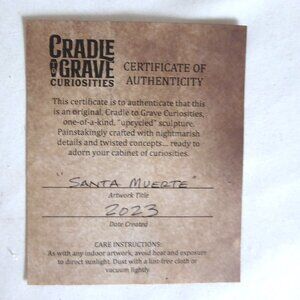 CRADLE
TO GRAVE
CURIOSITIES
CERTIFICATE OF
AUTHENTICITY
This certificate is to authenticate that this
is an original, Cradle to Grave Curiosities,
one-of-a-kind, "upcycled" sculpture.
Painstakingly crafted with nightmarish
details and twisted concepts... ready to
adorn your cabinet of curiosities.
"SANTA MUERTE"
Artwork Title
2023
Date Created
CARE INSTRUCTIONS:
As with any indoor artwork, avoid heat and exposure
to direct sunlight. Dust with a lint-free cloth or
vacuum lightly.